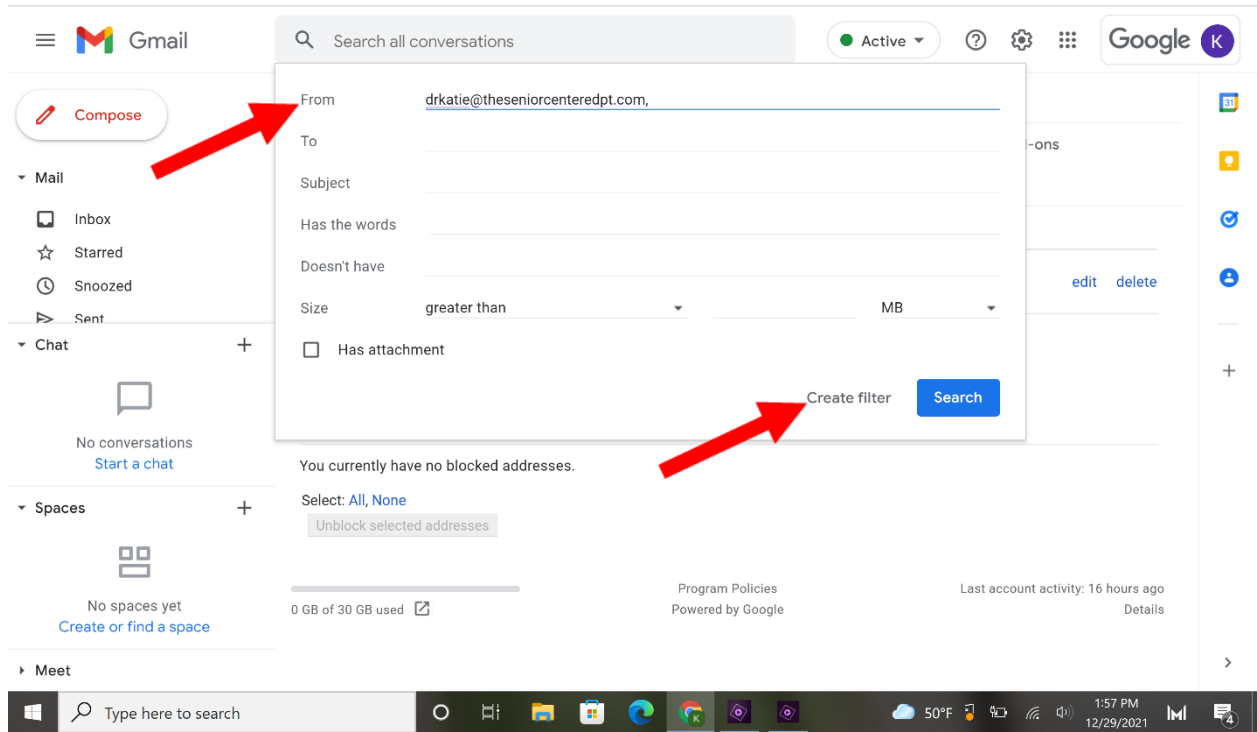 Gmail
Search all conversations
Active
Google
K
Compose
From
drkatie@theseniorcenteredpt.com,
To
Subject
Has the words
Doesn't have
Size
greater than
MB
Has attachment
Create filter
Search
31
l-ons
edit delete
Mail
Inbox
Starred
Snoozed
Sent
Chat
No conversations
Start a chat
Spaces
No spaces yet
Create or find a space
Meet
You currently have no blocked addresses.
Select: All, None
Unblock selected addresses
0 GB of 30 GB used
Program Policies
Powered by Google
Last account activity: 16 hours ago
Details
Type here to search
K
50°F
1:57 PM
12/29/2021
4